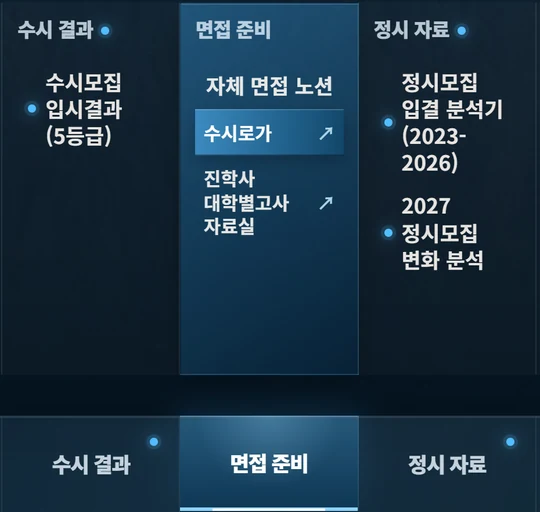 수시 결과
수시모집
입시결과
(5등급)
면접 준비
자체 면접 노션
수시로가 ↗
진학사
대학별고사 ↗
자료실
정시 자료
정시모집
입결 분석기
(2023-
2026)
2027
정시모집
변화 분석
수시 결과
면접 준비
정시 자료